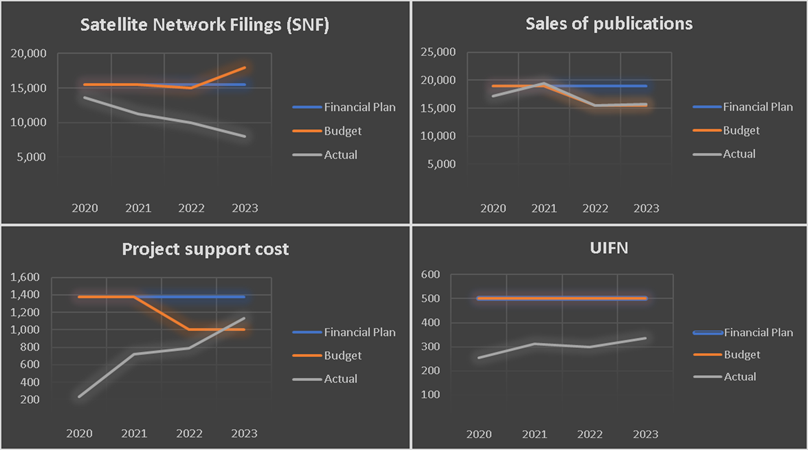 Satellite Network Filings (SNF)
20,000
15,000
10,000
5,000
2020 2021 2022 2023
Financial Plan
Budget
Actual
Sales of publications
25,000
20,000
15,000
10,000
5,000
2020 2021 2022 2023
Financial Plan
Budget
Actual
Project support cost
1,600
1,400
1,200
1,000
800
600
400
200
2020 2021 2022 2023
Financial Plan
Budget
Actual
UIFN
600
500
400
300
200
100
2020 2021 2022 2023
Financial Plan
Budget
Actual